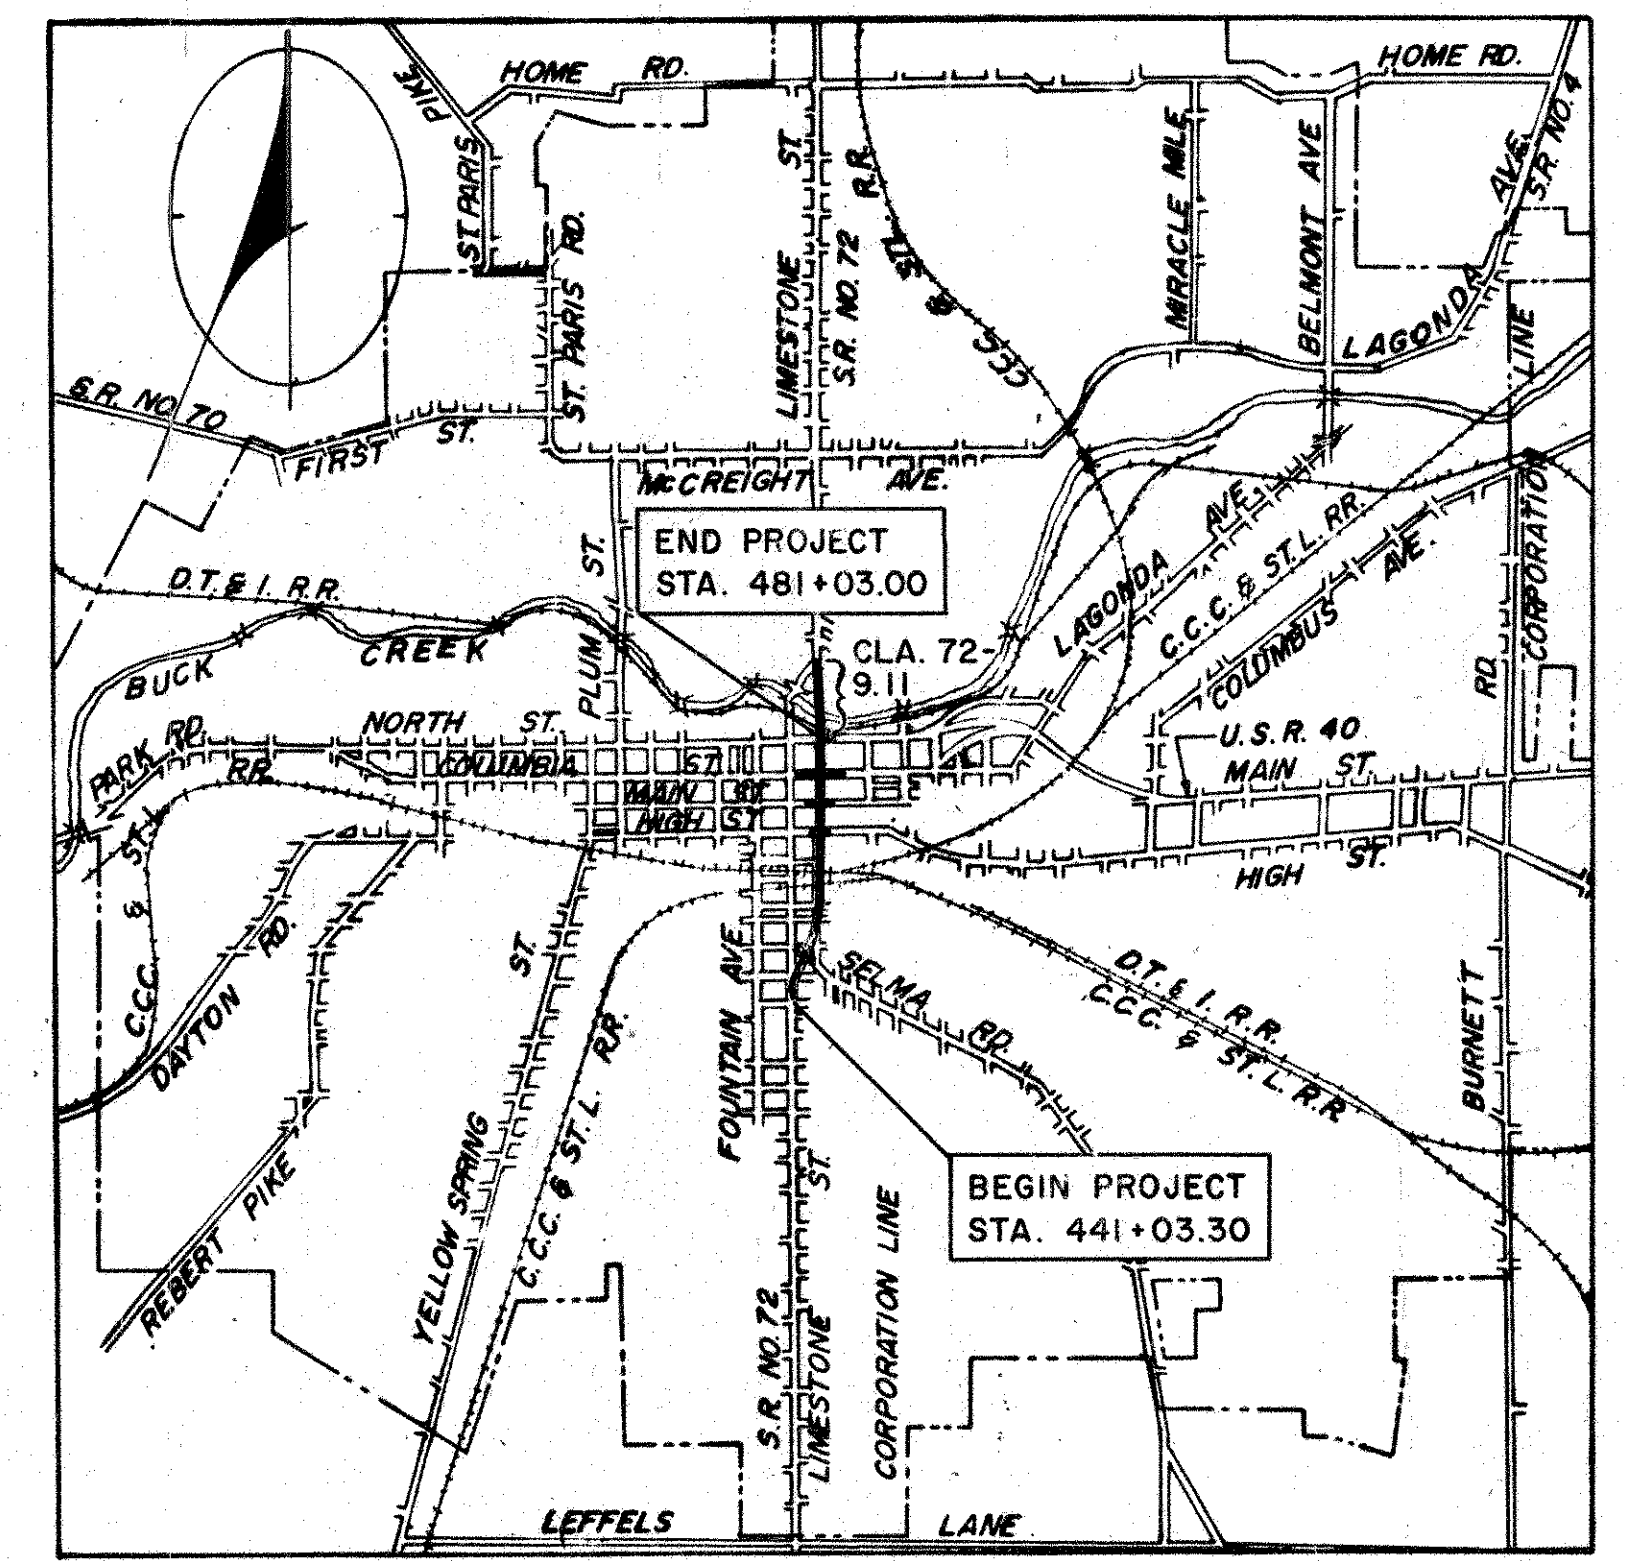 HOME RD.
HOME RD.
PIKE
ST PARIS
ST. PARIS RD.
LIMESTONE ST
S.R. NO. 72
R.R.
ST. L.
&
CCC
MIRACLE MILE
BELMONT AVE
LAGONDA AVE.
S.R. NO. 4
LINE
CORPORATION
S.R. NO. 70
FIRST ST.
McCREIGHT AVE.
END PROJECT
STA. 481+03.00
PLUM ST.
D.T. & I. R.R.
BUCK CREEK
CLA. 72-
9.11
LAGONDA AVE.
C.C.C. & ST. L. RR.
COLUMBUS AVE.
RD
NORTH ST.
PARK RD.
RR.
COLUMBIA ST
MAIN ST
HIGH ST
U.S.R. 40
MAIN ST.
HIGH ST.
C.C.C. & ST. L.
DAYTON RD.
REBERT PIKE
YELLOW SPRING ST.
C.C.C. & ST. L. R.R.
FOUNTAIN AVE
SELMA RD.
D.T. & I. R.R.
C.C.C. & ST. L. R.R
BURNETT
BEGIN PROJECT
STA. 441+03.30
S.R. NO. 72
LIMESTONE ST.
CORPORATION LINE
LEFFELS LANE